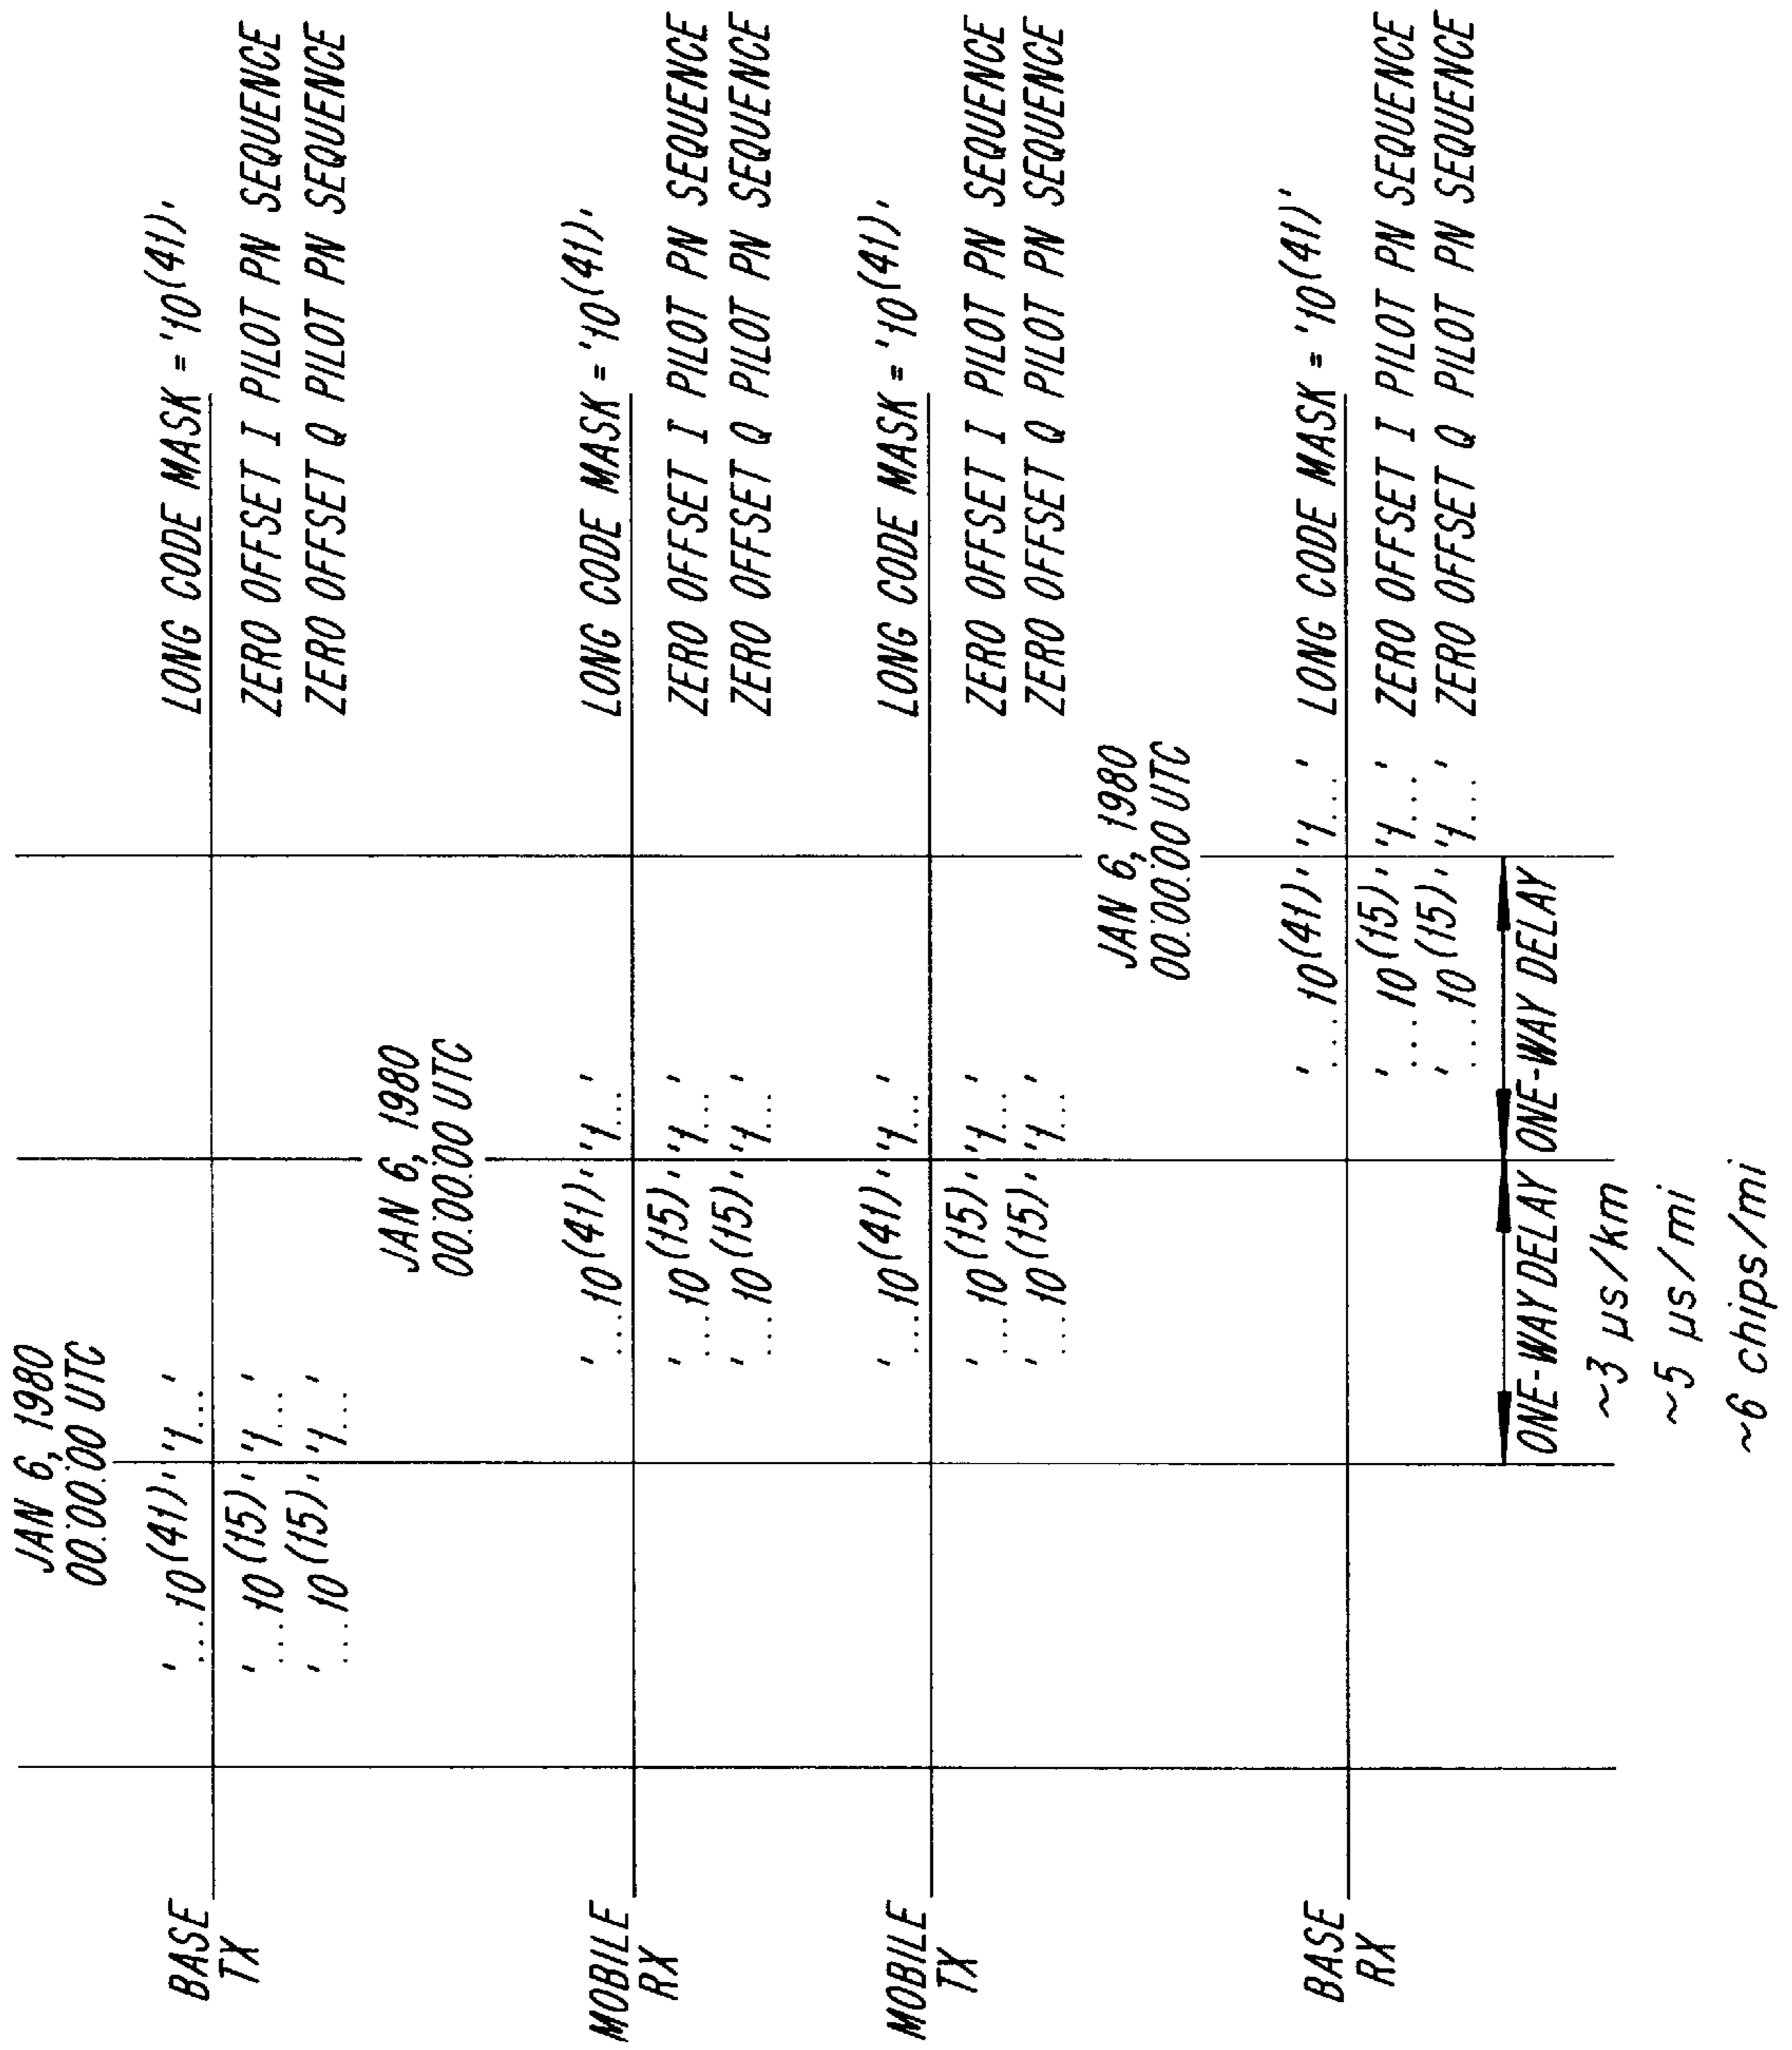 JAN 6, 1980
00:00:00 UTC
BASE
TX
'...10(41)' '1...'
LONG CODE MASK = '10(41)'
'...10(15)' '1...'
ZERO OFFSET I PILOT PN SEQUENCE
'...10(15)' '1...'
ZERO OFFSET Q PILOT PN SEQUENCE
JAN 6, 1980
00:00:00 UTC
MOBILE
RX
'...10(41)' '1...'
LONG CODE MASK = '10(41)'
'...10(15)' '1...'
ZERO OFFSET I PILOT PN SEQUENCE
'...10(15)' '1...'
ZERO OFFSET Q PILOT PN SEQUENCE
MOBILE
TX
'...10(41)' '1...'
LONG CODE MASK = '10(41)'
'...10(15)' '1...'
ZERO OFFSET I PILOT PN SEQUENCE
'...10(15)' '1...'
ZERO OFFSET Q PILOT PN SEQUENCE
JAN 6, 1980
00:00:00 UTC
BASE
RX
'...10(41)' '1...'
LONG CODE MASK = '10(41)'
'...10(15)' '1...'
ZERO OFFSET I PILOT PN SEQUENCE
'...10(15)' '1...'
ZERO OFFSET Q PILOT PN SEQUENCE
ONE-WAY DELAY
ONE-WAY DELAY
~3 µs/km
~5 µs/mi
~6 chips/mi